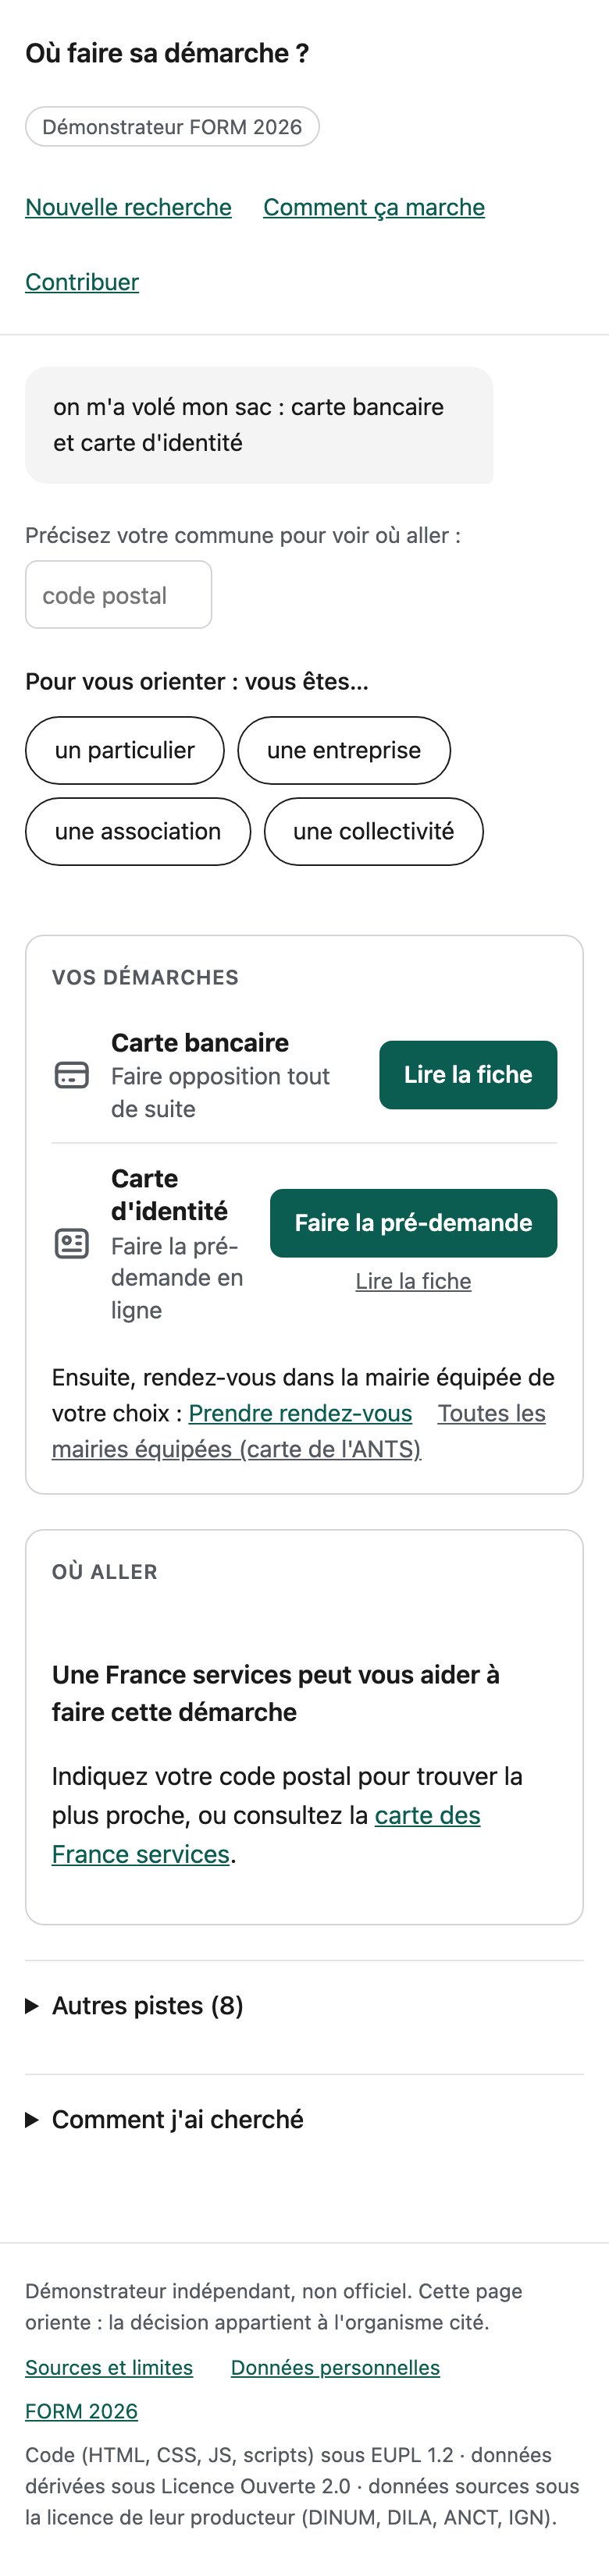 Où faire sa démarche ?
Démonstrateur FORM 2026
Nouvelle recherche Comment ça marche
Contribuer
on m'a volé mon sac : carte bancaire
et carte d'identité
Précisez votre commune pour voir où aller :
code postal
Pour vous orienter : vous êtes...
un particulier une entreprise
une association une collectivité
VOS DÉMARCHES
Carte bancaire
Faire opposition tout
de suite
Lire la fiche
Carte
d'identité
Faire la pré-
demande en
ligne
Faire la pré-demande
Lire la fiche
Ensuite, rendez-vous dans la mairie équipée de
votre choix : Prendre rendez-vous Toutes les
mairies équipées (carte de l'ANTS)
OÙ ALLER
Une France services peut vous aider à
faire cette démarche
Indiquez votre code postal pour trouver la
plus proche, ou consultez la carte des
France services.
Autres pistes (8)
Comment j'ai cherché
Démonstrateur indépendant, non officiel. Cette page
oriente : la décision appartient à l'organisme cité.
Sources et limites Données personnelles
FORM 2026
Code (HTML, CSS, JS, scripts) sous EUPL 1.2 · données
dérivées sous Licence Ouverte 2.0 · données sources sous
la licence de leur producteur (DINUM, DILA, ANCT, IGN).